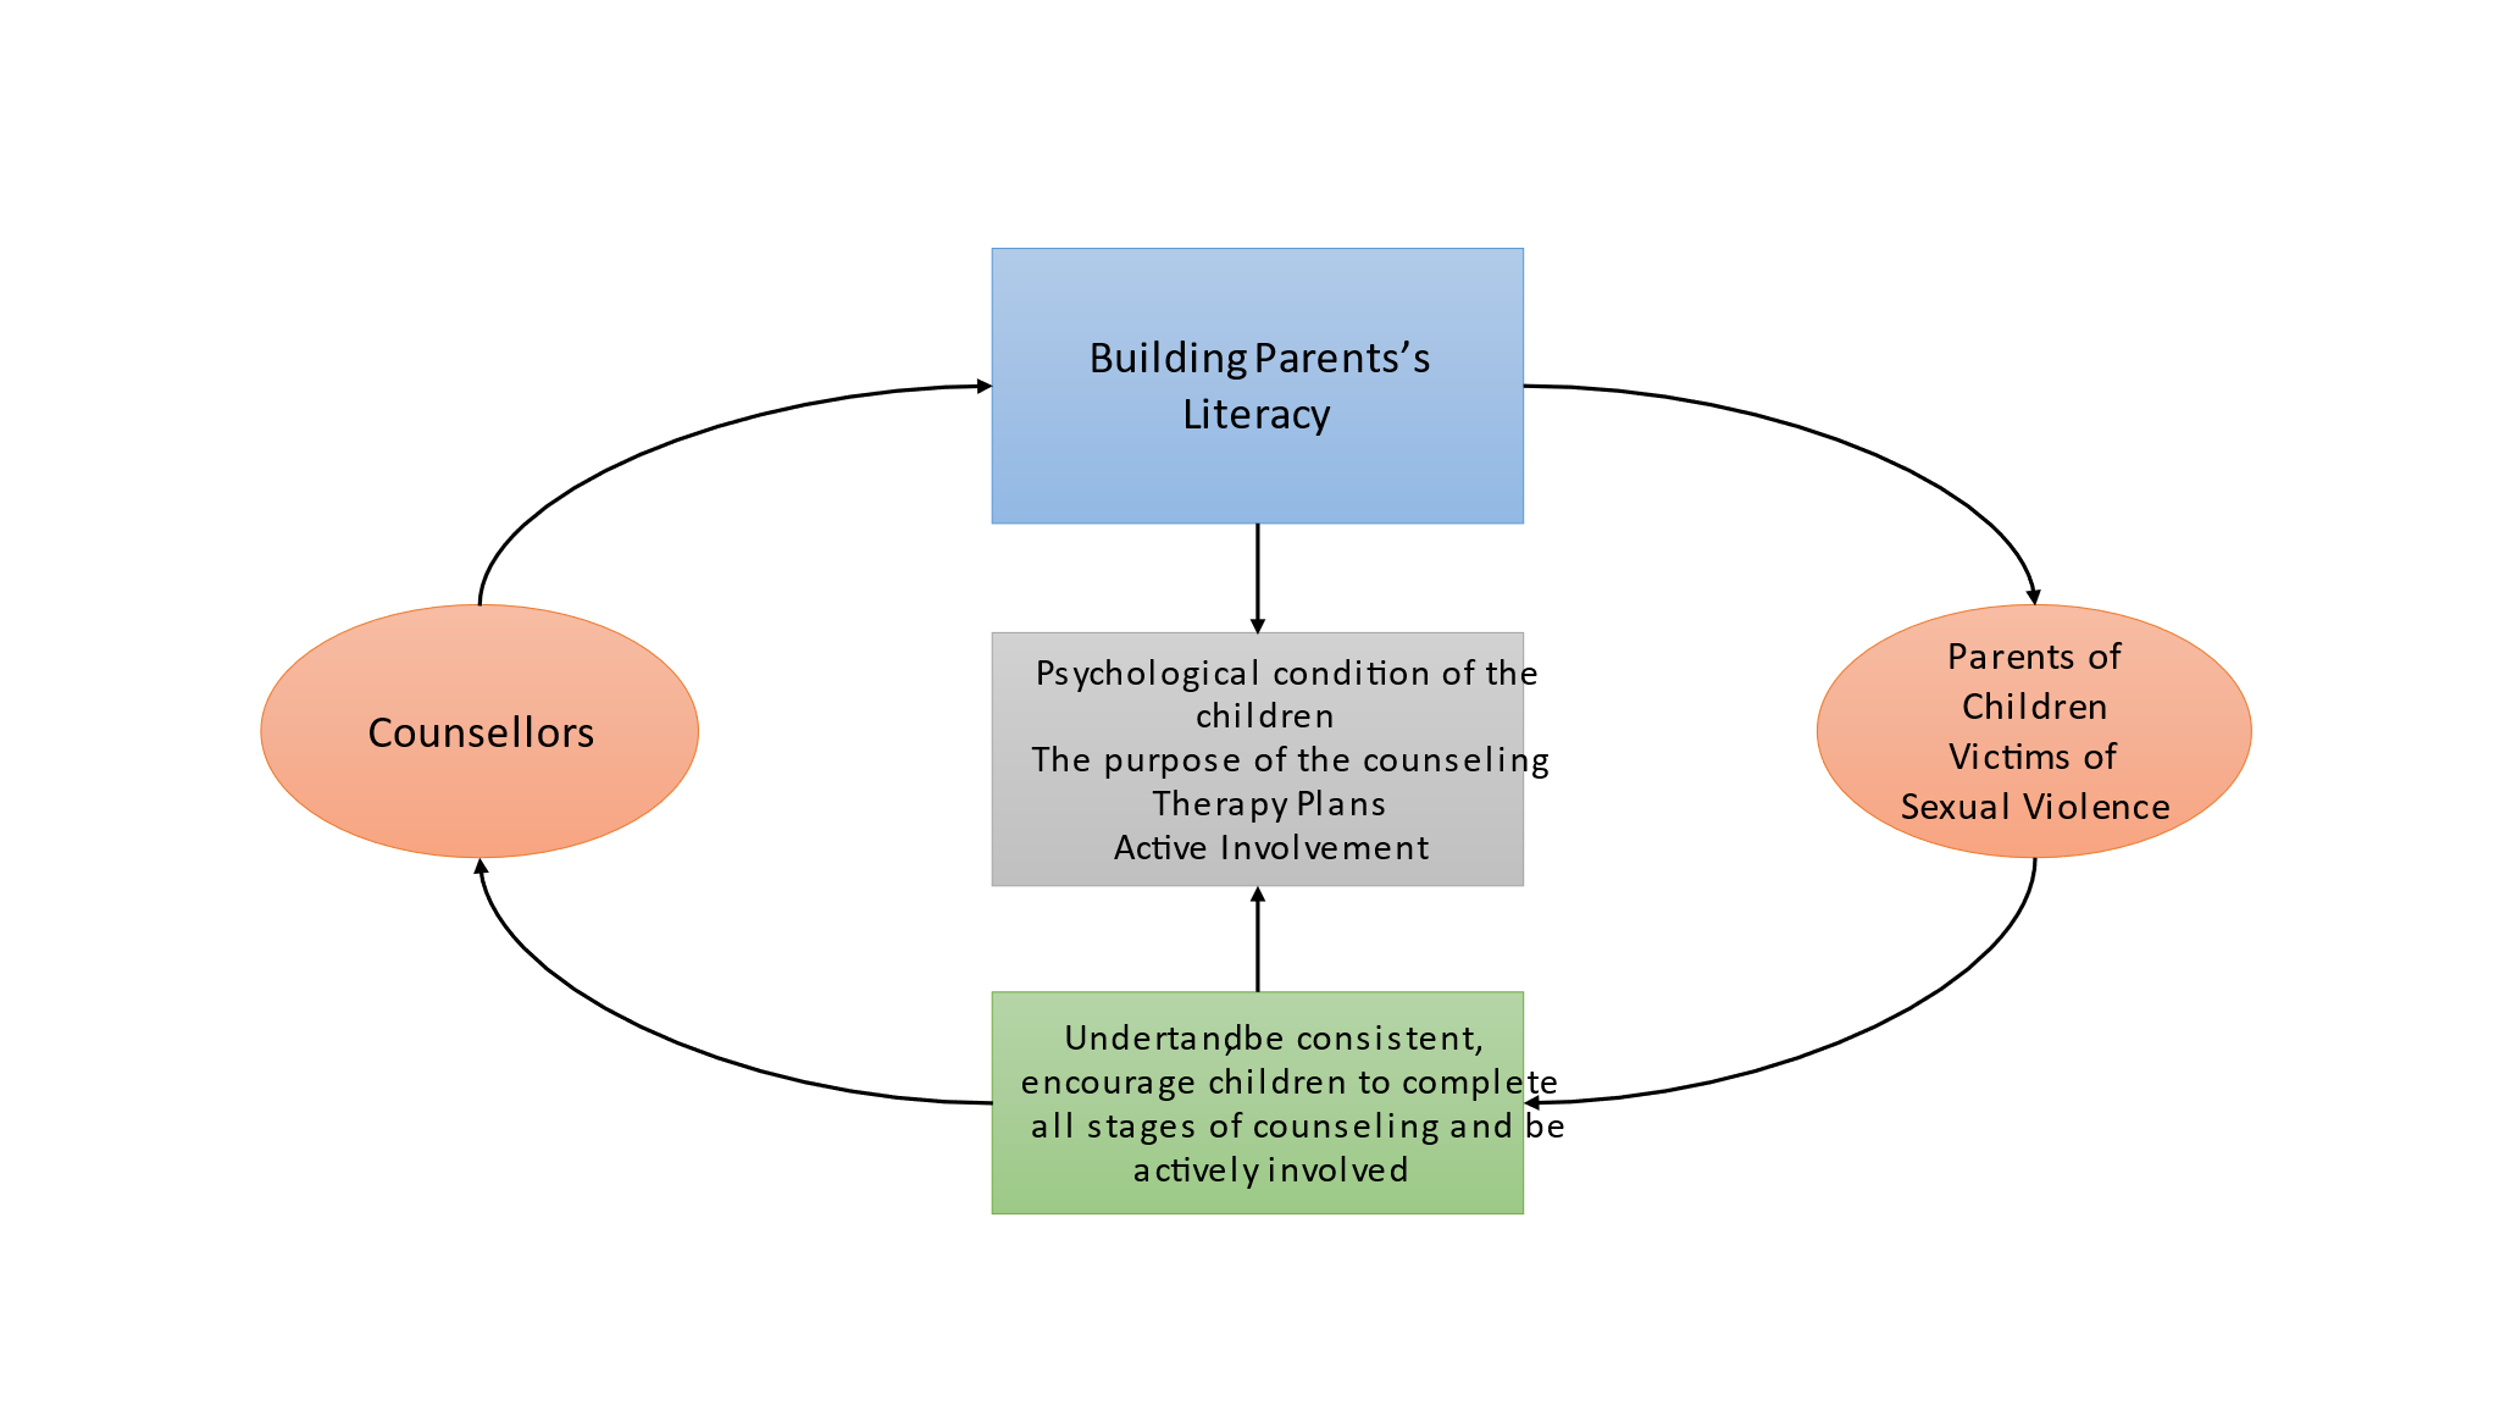 Building Parents’s
Literacy
Counsellors
Psychological condition of the
children
The purpose of the counseling
Therapy Plans
Active Involvement
Parents of
Children
Victims of
Sexual Violence
Undertand, be consistent,
encourage children to complete
all stages of counseling and be
actively involved